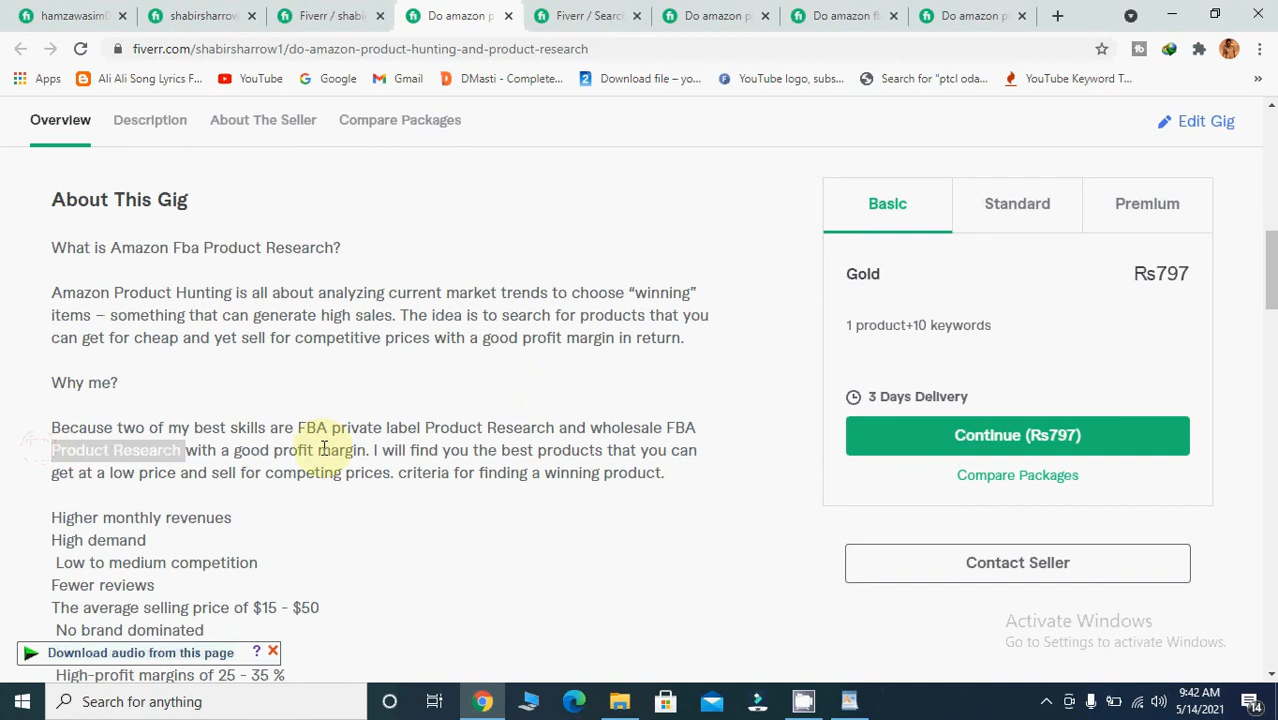 hamzawasim0
shabirsharrow
Fiverr / shabi
Do amazon p
Fiverr / Searc
Do amazon p
Do amazon f
Do amazon p
fiverr.com/shabirsharrow1/do-amazon-product-hunting-and-product-research
Apps
Ali Ali Song Lyrics F...
YouTube
Google
Gmail
DMasti - Complete...
Download file – yo...
YouTube logo, subs...
Search for "ptcl oda...
YouTube Keyword T...
»
Overview
Description
About The Seller
Compare Packages
Edit Gig
About This Gig
What is Amazon Fba Product Research?
Amazon Product Hunting is all about analyzing current market trends to choose “winning”
items – something that can generate high sales. The idea is to search for products that you
can get for cheap and yet sell for competitive prices with a good profit margin in return.
Why me?
Because two of my best skills are FBA private label Product Research and wholesale FBA
Product Research with a good profit margin. I will find you the best products that you can
get at a low price and sell for competing prices. criteria for finding a winning product.
Higher monthly revenues
High demand
Low to medium competition
Fewer reviews
The average selling price of $15 - $50
No brand dominated
High-profit margins of 25 - 35 %
Download audio from this page
?
Basic
Standard
Premium
Gold
Rs797
1 product+10 keywords
3 Days Delivery
Continue (Rs797)
Compare Packages
Contact Seller
Activate Windows
Go to Settings to activate Windows.
Search for anything
9:42 AM
5/14/2021
14